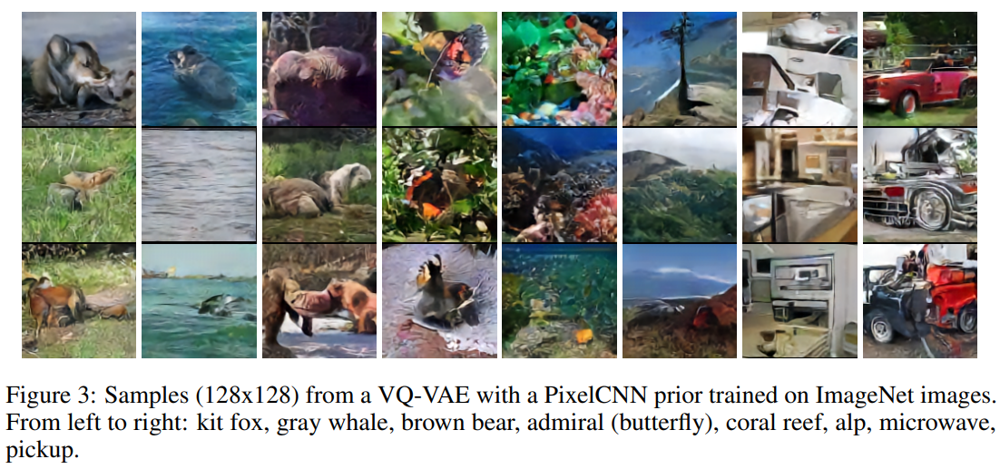 Figure 3: Samples (128x128) from a VQ-VAE with a PixelCNN prior trained on ImageNet images.
From left to right: kit fox, gray whale, brown bear, admiral (butterfly), coral reef, alp, microwave,
pickup.